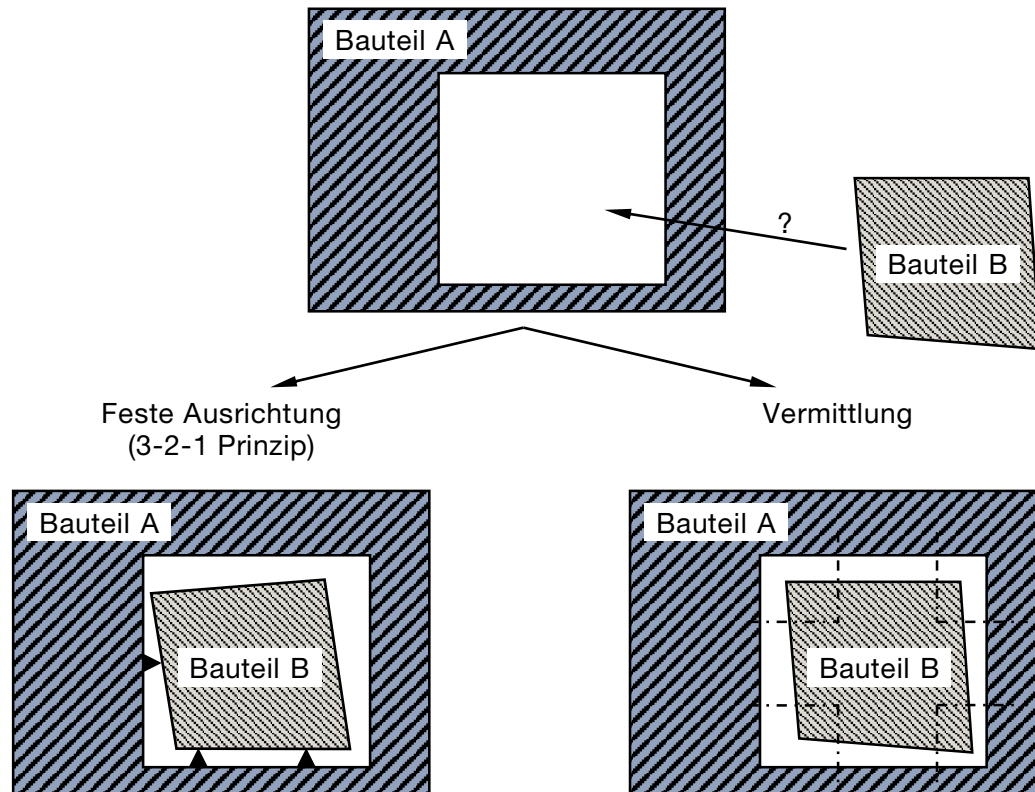 Bauteil A
?
Bauteil B
Feste Ausrichtung
(3-2-1 Prinzip)
Vermittlung
Bauteil A
Bauteil B
Bauteil A
Bauteil B